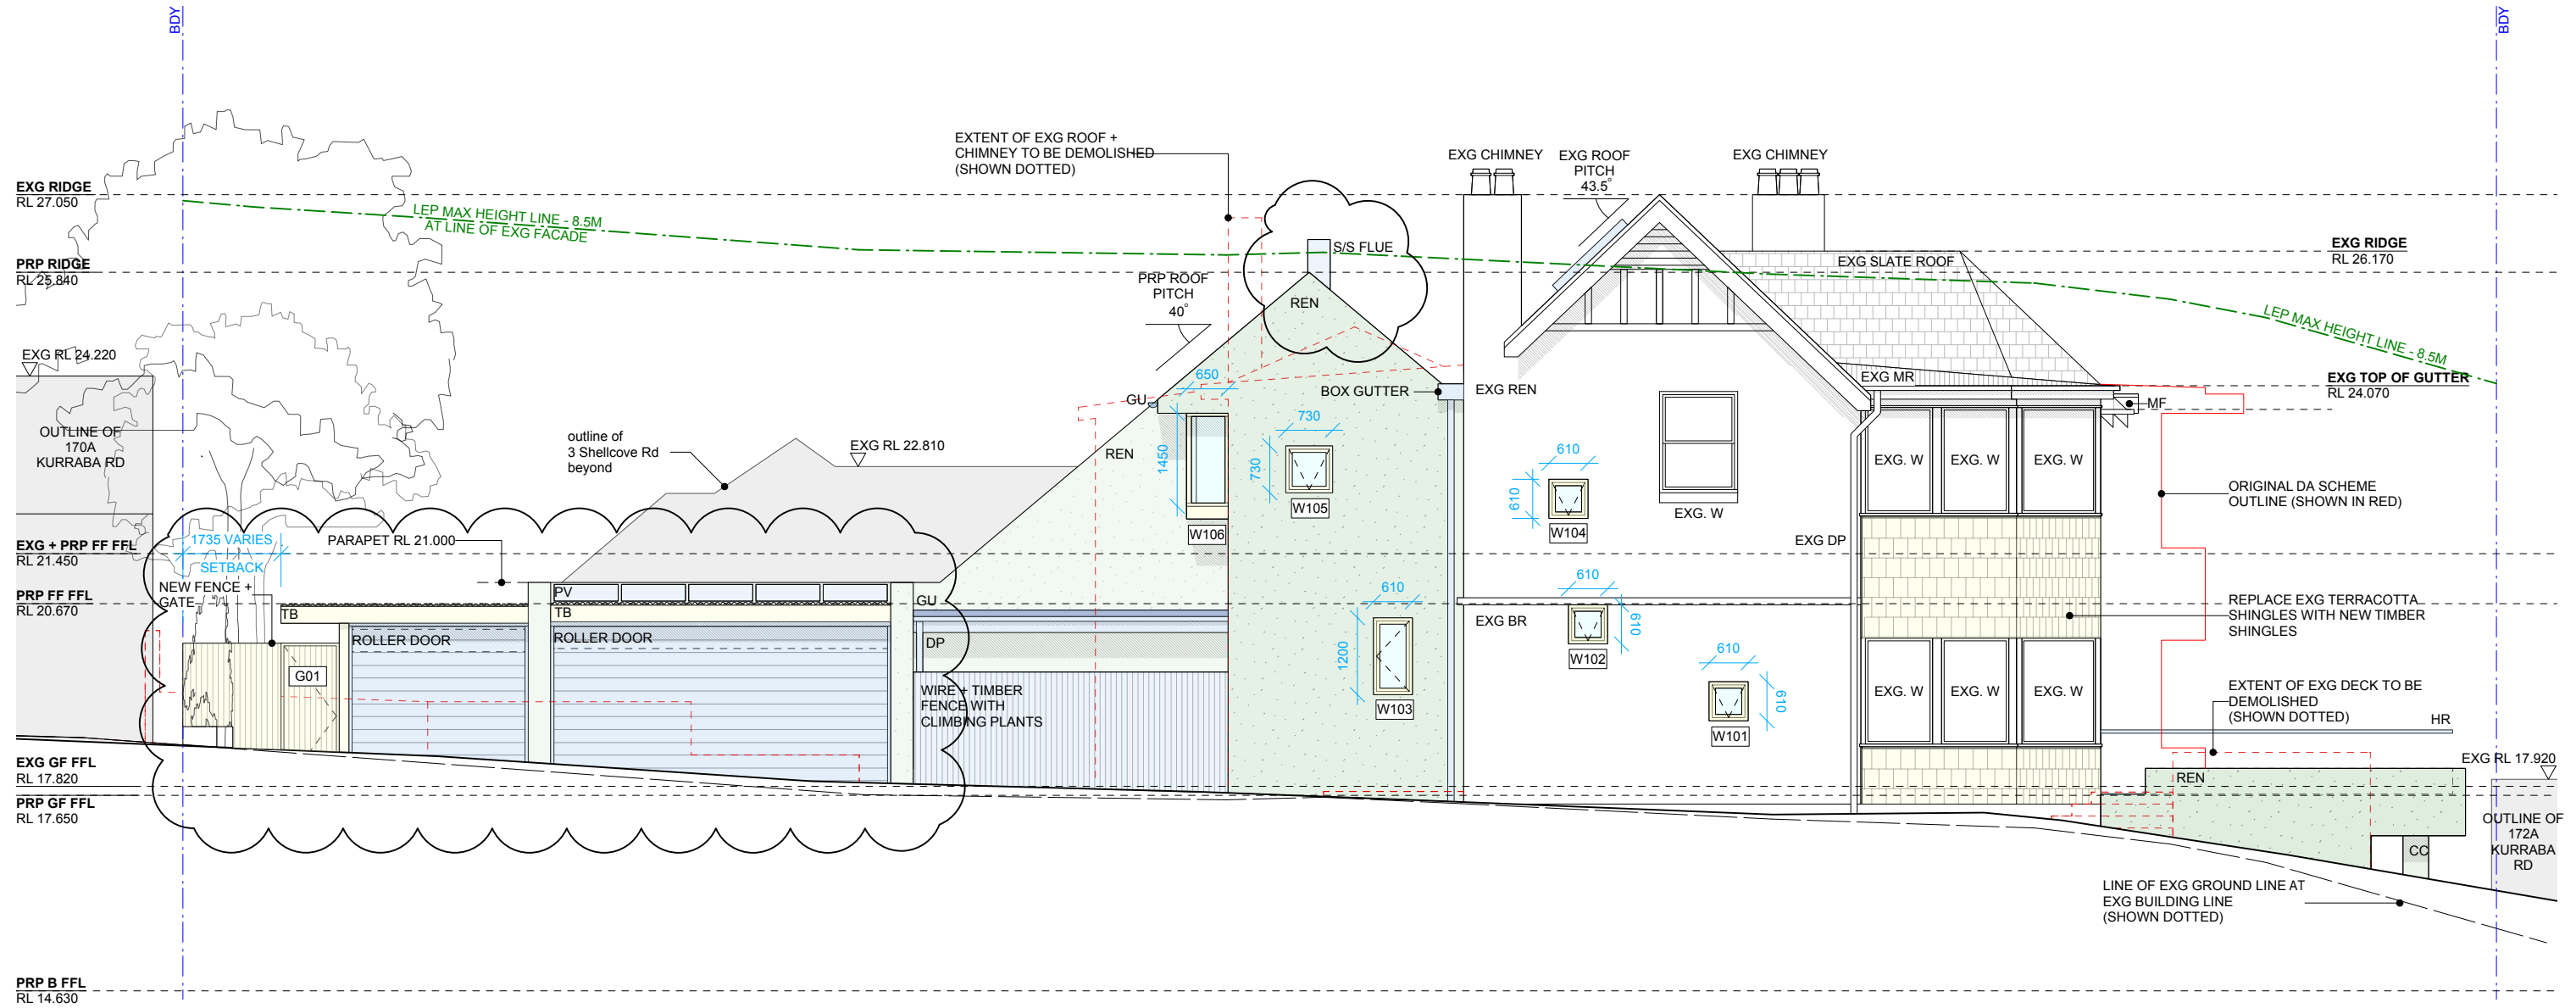 BDY
BDY
EXTENT OF EXG ROOF +
CHIMNEY TO BE DEMOLISHED
(SHOWN DOTTED)
EXG CHIMNEY
EXG ROOF
PITCH
43.5°
EXG CHIMNEY
EXG RIDGE
RL 27.050
LEP MAX HEIGHT LINE - 8.5M
AT LINE OF EXG FACADE
S/S FLUE
EXG RIDGE
RL 26.170
EXG SLATE ROOF
PRP RIDGE
RL 25.840
PRP ROOF
PITCH
40°
REN
LEP MAX HEIGHT LINE - 8.5M
EXG RL 24.220
650
GU
BOX GUTTER
EXG REN
EXG MR
EXG TOP OF GUTTER
RL 24.070
MF
OUTLINE OF
170A
KURRABA RD
outline of
3 Shellcove Rd
beyond
EXG RL 22.810
REN
1450
730
730
W105
610
610
W104
EXG. W
EXG. W
EXG. W
EXG. W
ORIGINAL DA SCHEME
OUTLINE (SHOWN IN RED)
W106
EXG + PRP FF FFL
RL 21.450
1735 VARIES
SETBACK
PARAPET RL 21.000
EXG DP
NEW FENCE +
GATE
PRP FF FFL
RL 20.670
TB
PV
TB
GU
610
610
610
W102
EXG BR
REPLACE EXG TERRACOTTA
SHINGLES WITH NEW TIMBER
SHINGLES
ROLLER DOOR
ROLLER DOOR
DP
1200
W103
610
610
W101
G01
WIRE + TIMBER
FENCE WITH
CLIMBING PLANTS
EXG. W
EXG. W
EXG. W
EXTENT OF EXG DECK TO BE
DEMOLISHED
(SHOWN DOTTED)
HR
EXG GF FFL
RL 17.820
EXG RL 17.920
REN
PRP GF FFL
RL 17.650
OUTLINE OF
172A
KURRABA
RD
CC
LINE OF EXG GROUND LINE AT
EXG BUILDING LINE
(SHOWN DOTTED)
PRP B FFL
RL 14.630